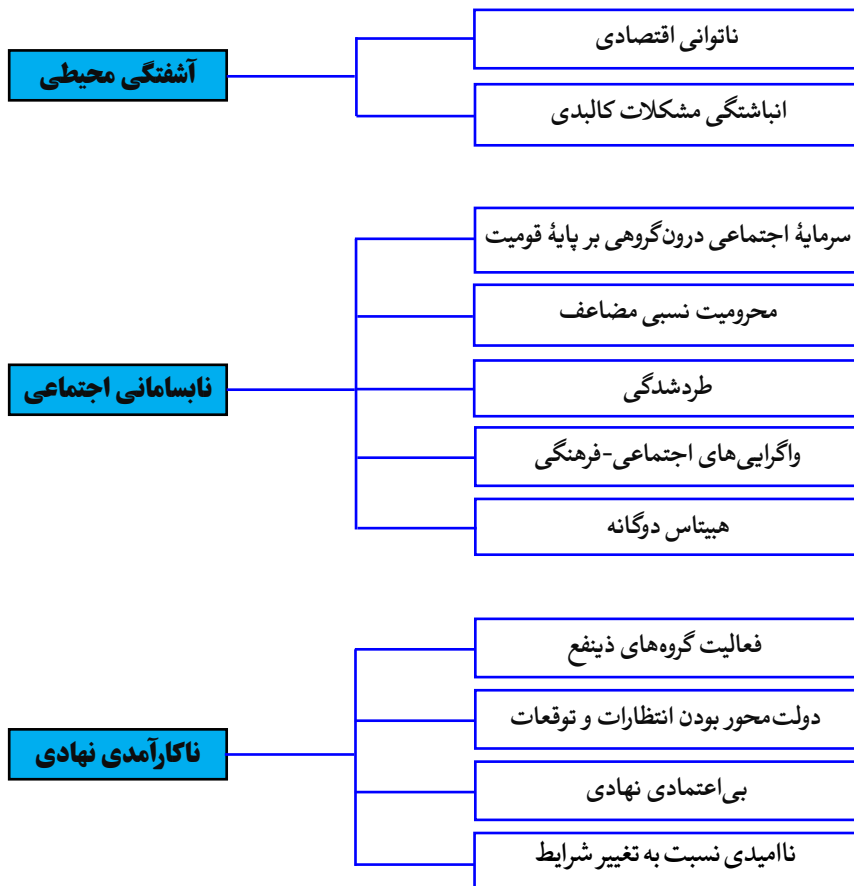 ناتوانی اقتصادی
آشفتگی محیطی
انباشتگی مشکلات کالبدی
سرمایۀ اجتماعی درون‌گروهی بر پایۀ قومیت
محرومیت نسبی مضاعف
نابسامانی اجتماعی
طردشدگی
واگرایی‌های اجتماعی-فرهنگی
هبیتاس دوگانه
فعالیت گروه‌های ذینفع
دولت‌محور بودن انتظارات و توقعات
ناکارآمدی نهادی
بی‌اعتمادی نهادی
ناامیدی نسبت به تغییر شرایط